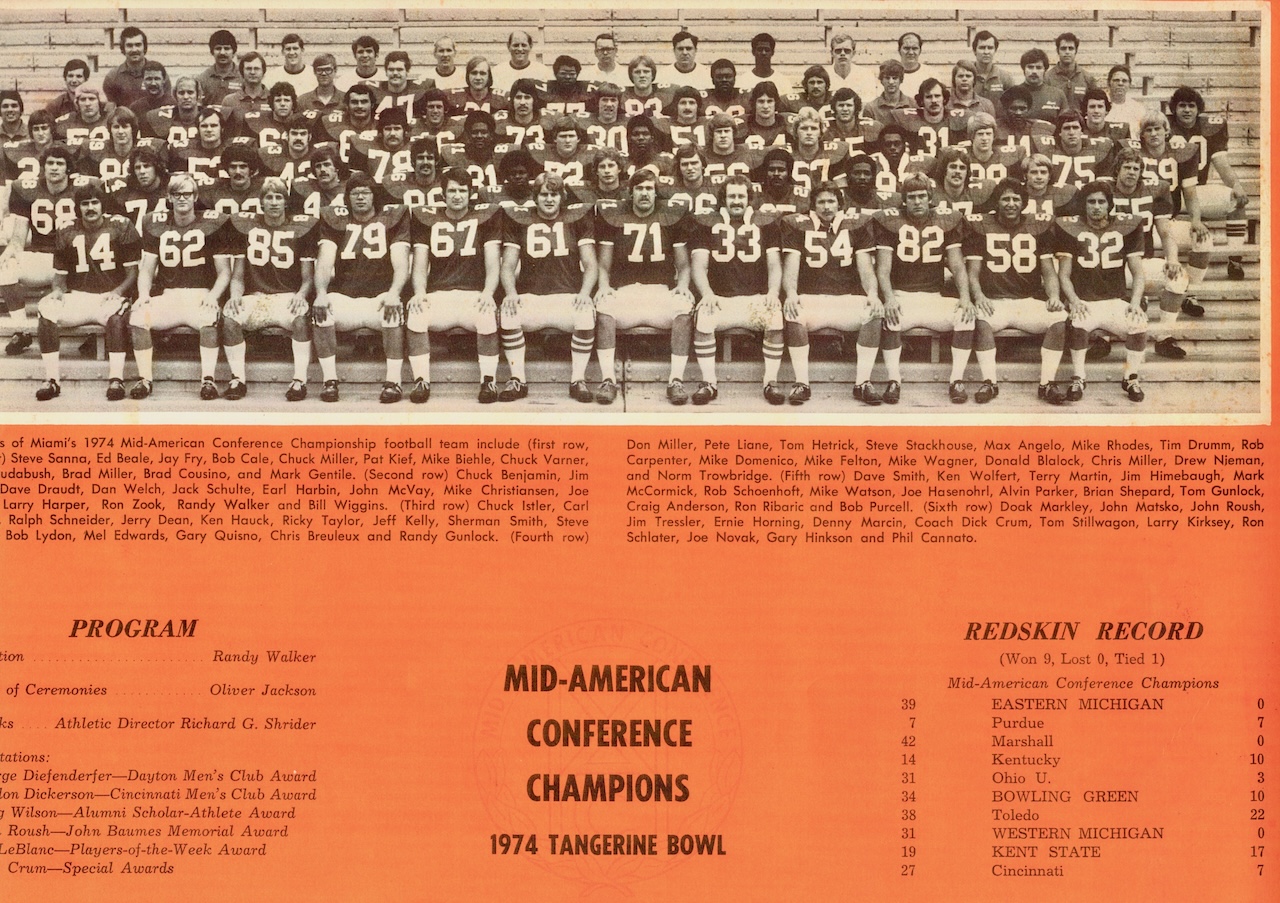 14 62 85 79 67 61 71 33 54 82 58 32
s of Miami's 1974 Mid-American Conference Championship football team include (first row,
) Steve Sanna, Ed Beale, Jay Fry, Bob Cale, Chuck Miller, Pat Kief, Mike Biehle, Chuck Varner,
udabush, Brad Miller, Brad Cousino, and Mark Gentile. (Second row) Chuck Benjamin, Jim
Dave Draudt, Dan Welch, Jack Schulte, Earl Harbin, John McVay, Mike Christiansen, Joe
Larry Harper, Ron Zook, Randy Walker and Bill Wiggins. (Third row) Chuck Istler, Carl
, Ralph Schneider, Jerry Dean, Ken Hauck, Ricky Taylor, Jeff Kelly, Sherman Smith, Steve
Bob Lydon, Mel Edwards, Gary Quisno, Chris Breuleux and Randy Gunlock. (Fourth row)
Don Miller, Pete Liane, Tom Hetrick, Steve Stackhouse, Max Angelo, Mike Rhodes, Tim Drumm, Rob
Carpenter, Mike Domenico, Mike Felton, Mike Wagner, Donald Blalock, Chris Miller, Drew Nieman,
and Norm Trowbridge. (Fifth row) Dave Smith, Ken Wolfert, Terry Martin, Jim Himebaugh, Mark
McCormick, Rob Schoenhoft, Mike Watson, Joe Hasenohrl, Alvin Parker, Brian Shepard, Tom Gunlock,
Craig Anderson, Ron Ribaric and Bob Purcell. (Sixth row) Doak Markley, John Matsko, John Roush,
Jim Tressler, Ernie Horning, Denny Marcin, Coach Dick Crum, Tom Stillwagon, Larry Kirksey, Ron
Schlater, Joe Novak, Gary Hinkson and Phil Cannato.
PROGRAM
tion ........................ Randy Walker
of Ceremonies ............ Oliver Jackson
ks .... Athletic Director Richard G. Shrider
tations:
ge Diefenderfer—Dayton Men's Club Award
don Dickerson—Cincinnati Men's Club Award
g Wilson—Alumni Scholar-Athlete Award
Roush—John Baumes Memorial Award
LeBlanc—Players-of-the-Week Award
Crum—Special Awards
MID-AMERICAN
CONFERENCE
CHAMPIONS
1974 TANGERINE BOWL
REDSKIN RECORD
(Won 9, Lost 0, Tied 1)
Mid-American Conference Champions
39 EASTERN MICHIGAN 0
7 Purdue 7
42 Marshall 0
14 Kentucky 10
31 Ohio U. 3
34 BOWLING GREEN 10
38 Toledo 22
31 WESTERN MICHIGAN 0
19 KENT STATE 17
27 Cincinnati 7